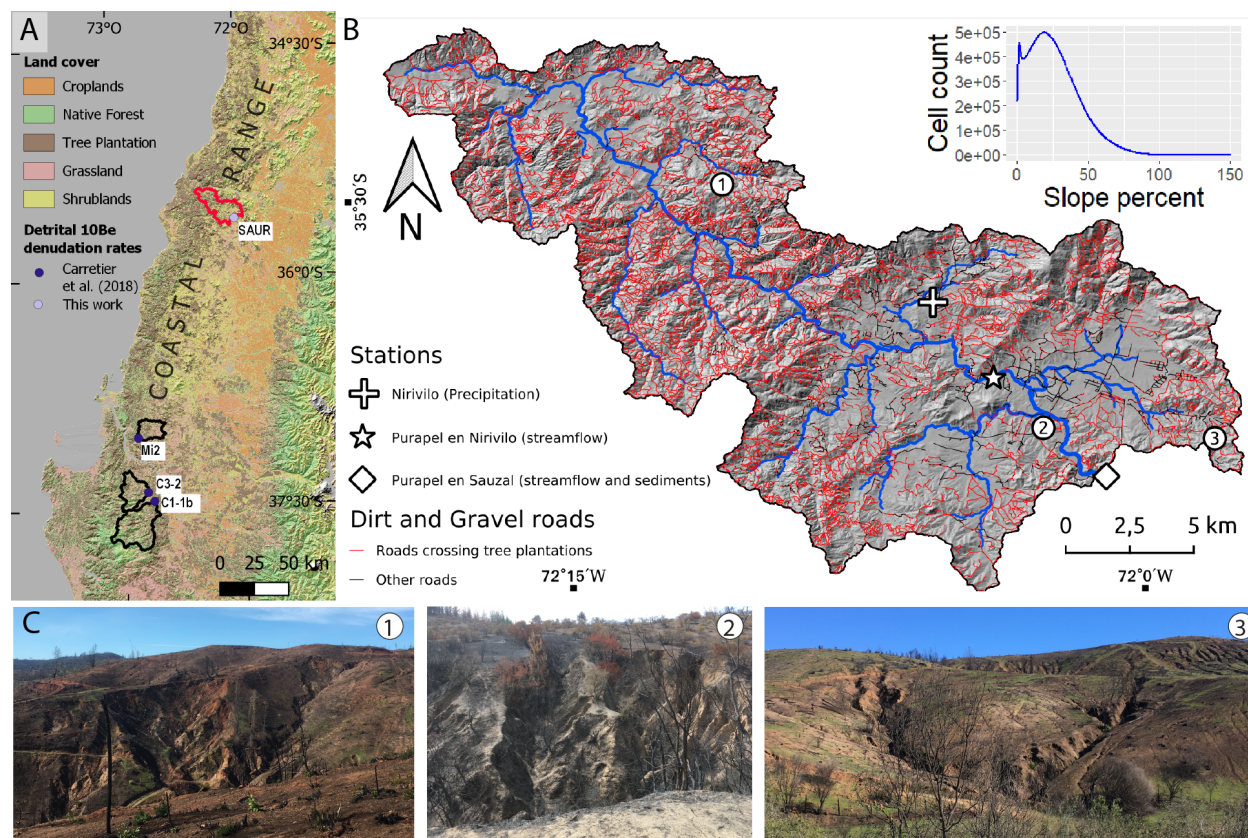 A
73°O
72°O
34°30'S
36°0'S
37°30'S
Land cover
Croplands
Native Forest
Tree Plantation
Grassland
Shrublands
Detrital 10Be
denudation rates
Carretier
et al. (2018)
This work
COASTAL RANGE
SAUR
Mi2
C3-2
C1-1b
0 25 50 km
B
35°30'S
N
1
2
3
Cell count
5e+05
4e+05
3e+05
2e+05
1e+05
0e+00
0 50 100 150
Slope percent
Stations
Nirivilo (Precipitation)
Purapel en Nirivilo (streamflow)
Purapel en Sauzal (streamflow and sediments)
Dirt and Gravel roads
Roads crossing tree plantations
Other roads
72°15´W
72°0´W
0 2,5 5 km
C
1
2
3